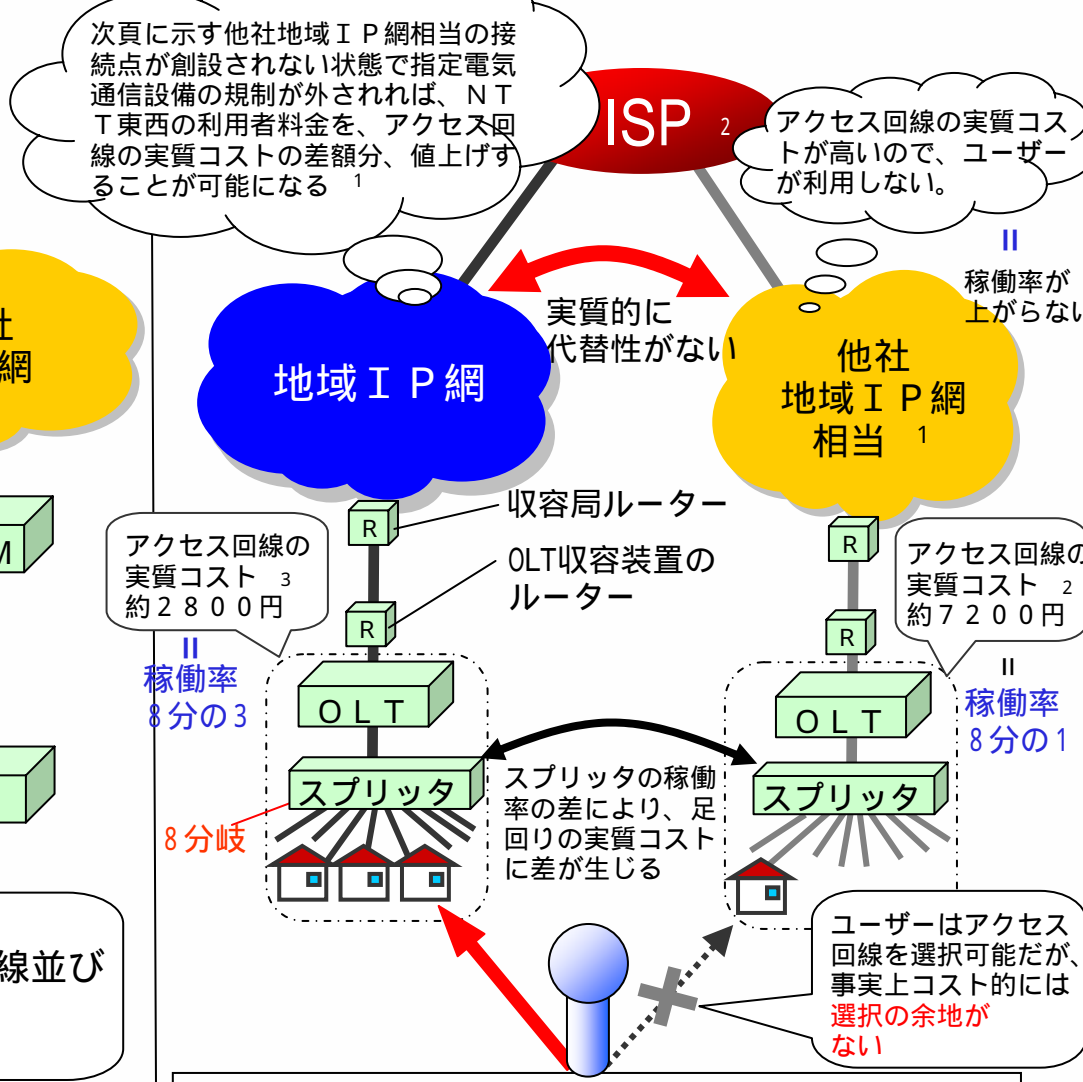 次頁に示す他社地域ＩＰ網相当の接
続点が創設されない状態で指定電気
通信設備の規制が外されれば、ＮＴ
Ｔ東西の利用者料金を、アクセス回
線の実質コストの差額分、値上げす
ることが可能になる 1
ISP 2
アクセス回線の実質コス
トが高いので、ユーザー
が利用しない。
=
稼働率が
上がらない
実質的に
代替性がない
社
網
地域ＩＰ網
他社
地域ＩＰ網
相当 1
M
R
収容局ルーター
R
アクセス回線の
実質コスト 3
約２８００円
=
稼働率
8分の3
OLT収容装置の
ルーター
R
R
アクセス回線の
実質コスト 2
約７２００円
=
稼働率
8分の1
ＯＬＴ
ＯＬＴ
スプリッタ
スプリッタ
8分岐
スプリッタの稼働
率の差により、足
回りの実質コスト
に差が生じる
線並び
ユーザーはアクセス
回線を選択可能だが、
事実上コスト的には
選択の余地が
ない